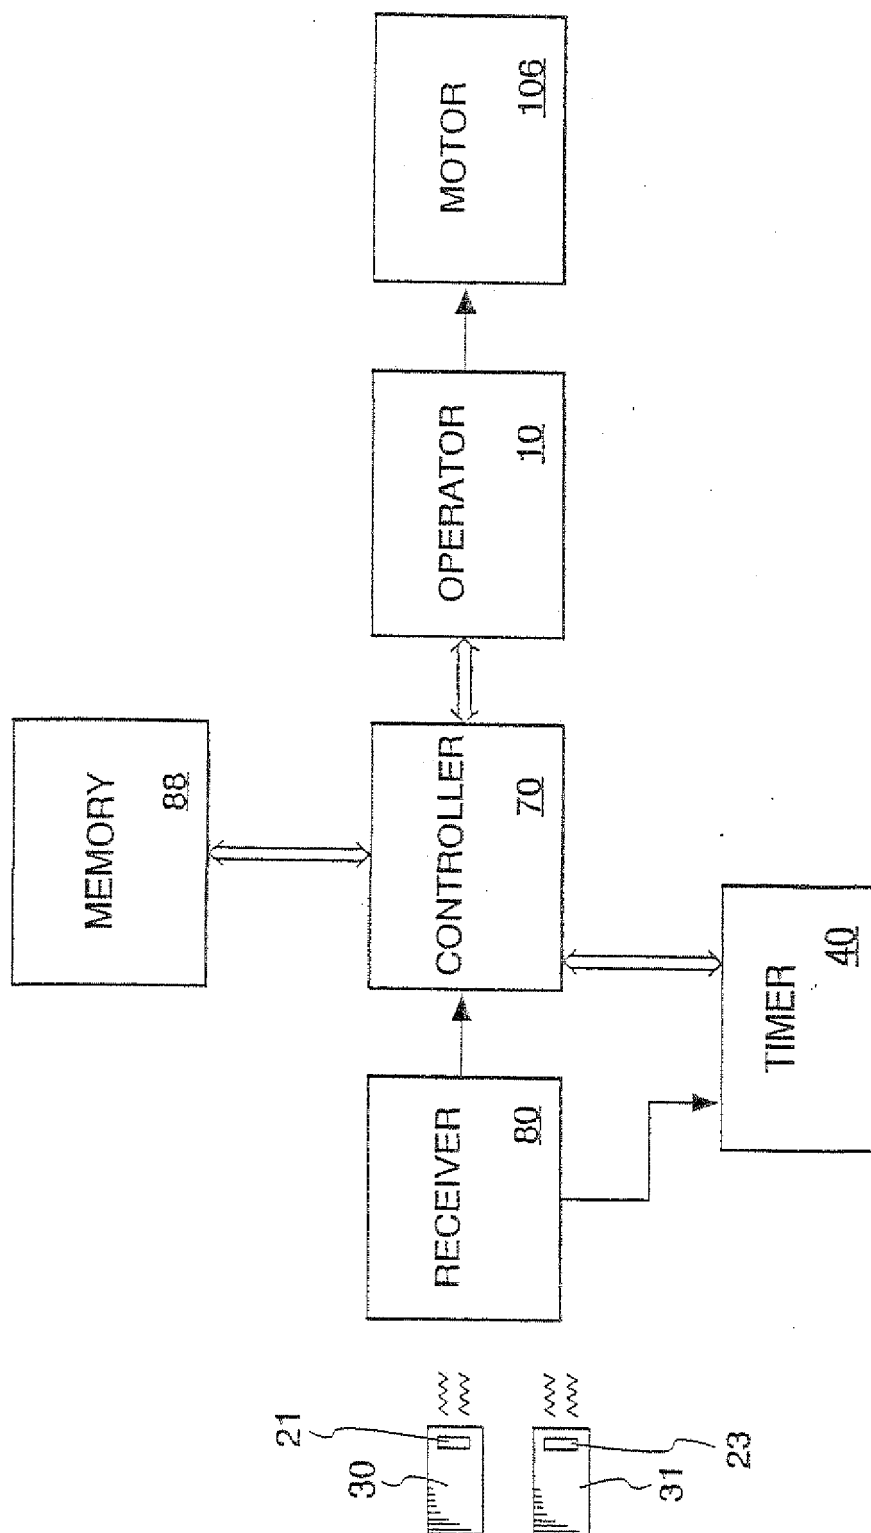 MEMORY
88
RECEIVER
80
CONTROLLER
70
OPERATOR
10
MOTOR
106
TIMER
40
21
30
31
23